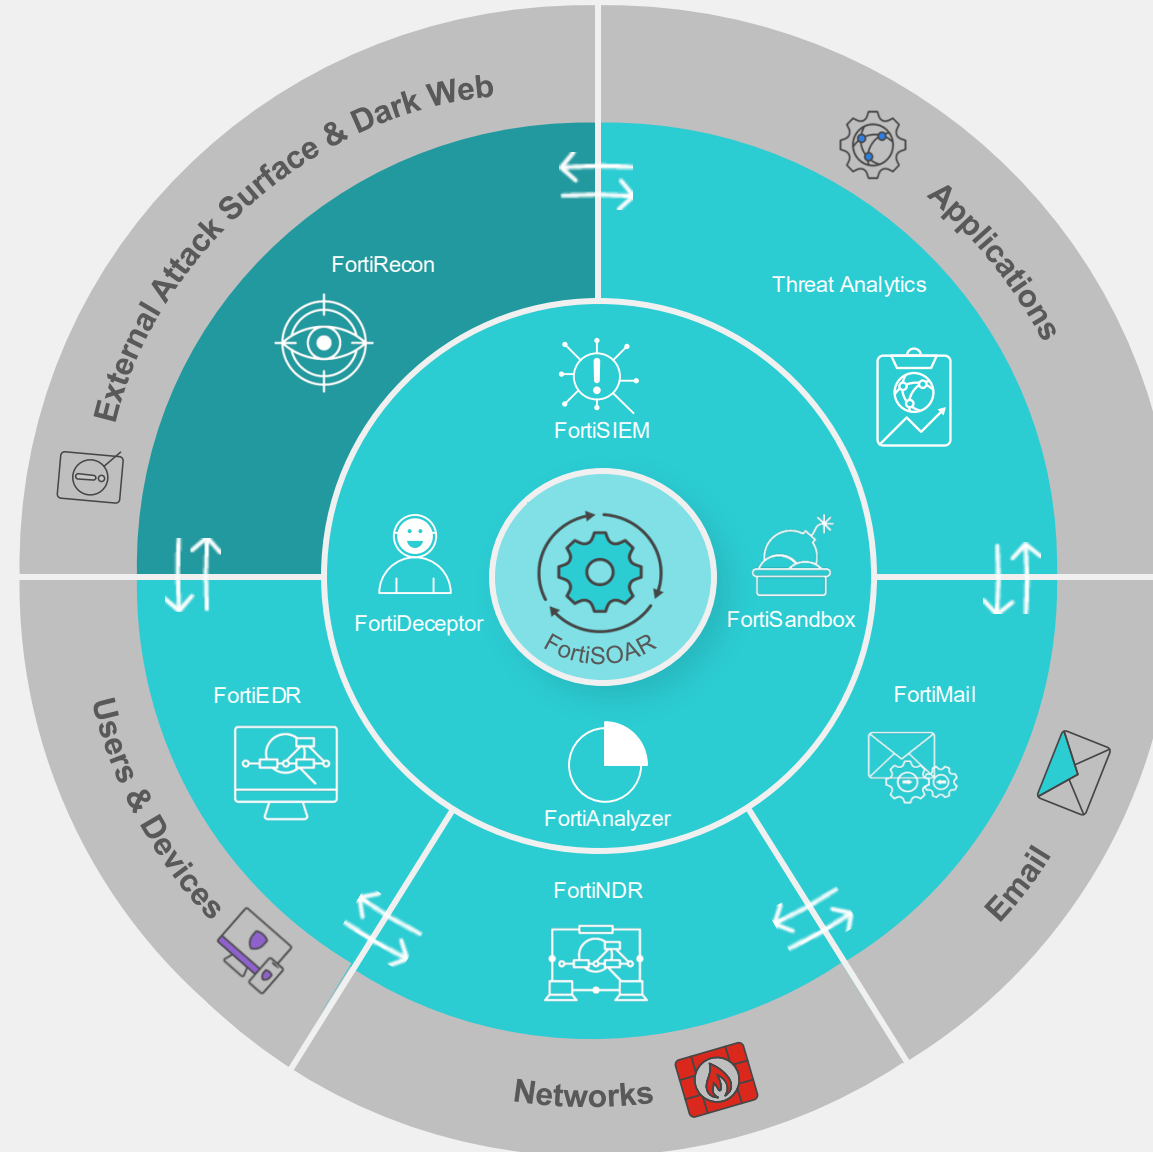 External Attack Surface & Dark Web
Applications
FortiRecon
Threat Analytics
FortiSIEM
FortiDeceptor
FortiSandbox
FortiSOAR
FortiEDR
FortiMail
Users & Devices
FortiAnalyzer
Email
FortiNDR
Networks